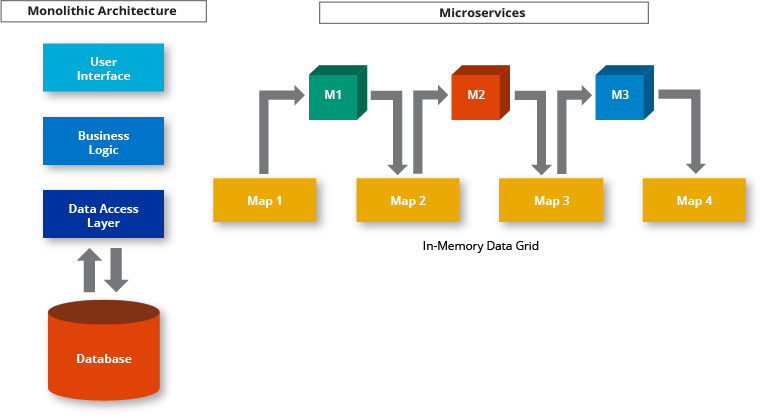 Monolithic Architecture
Microservices
User
Interface
Business
Logic
Data Access
Layer
Database
M1
M2
M3
Map 1
Map 2
Map 3
Map 4
In-Memory Data Grid